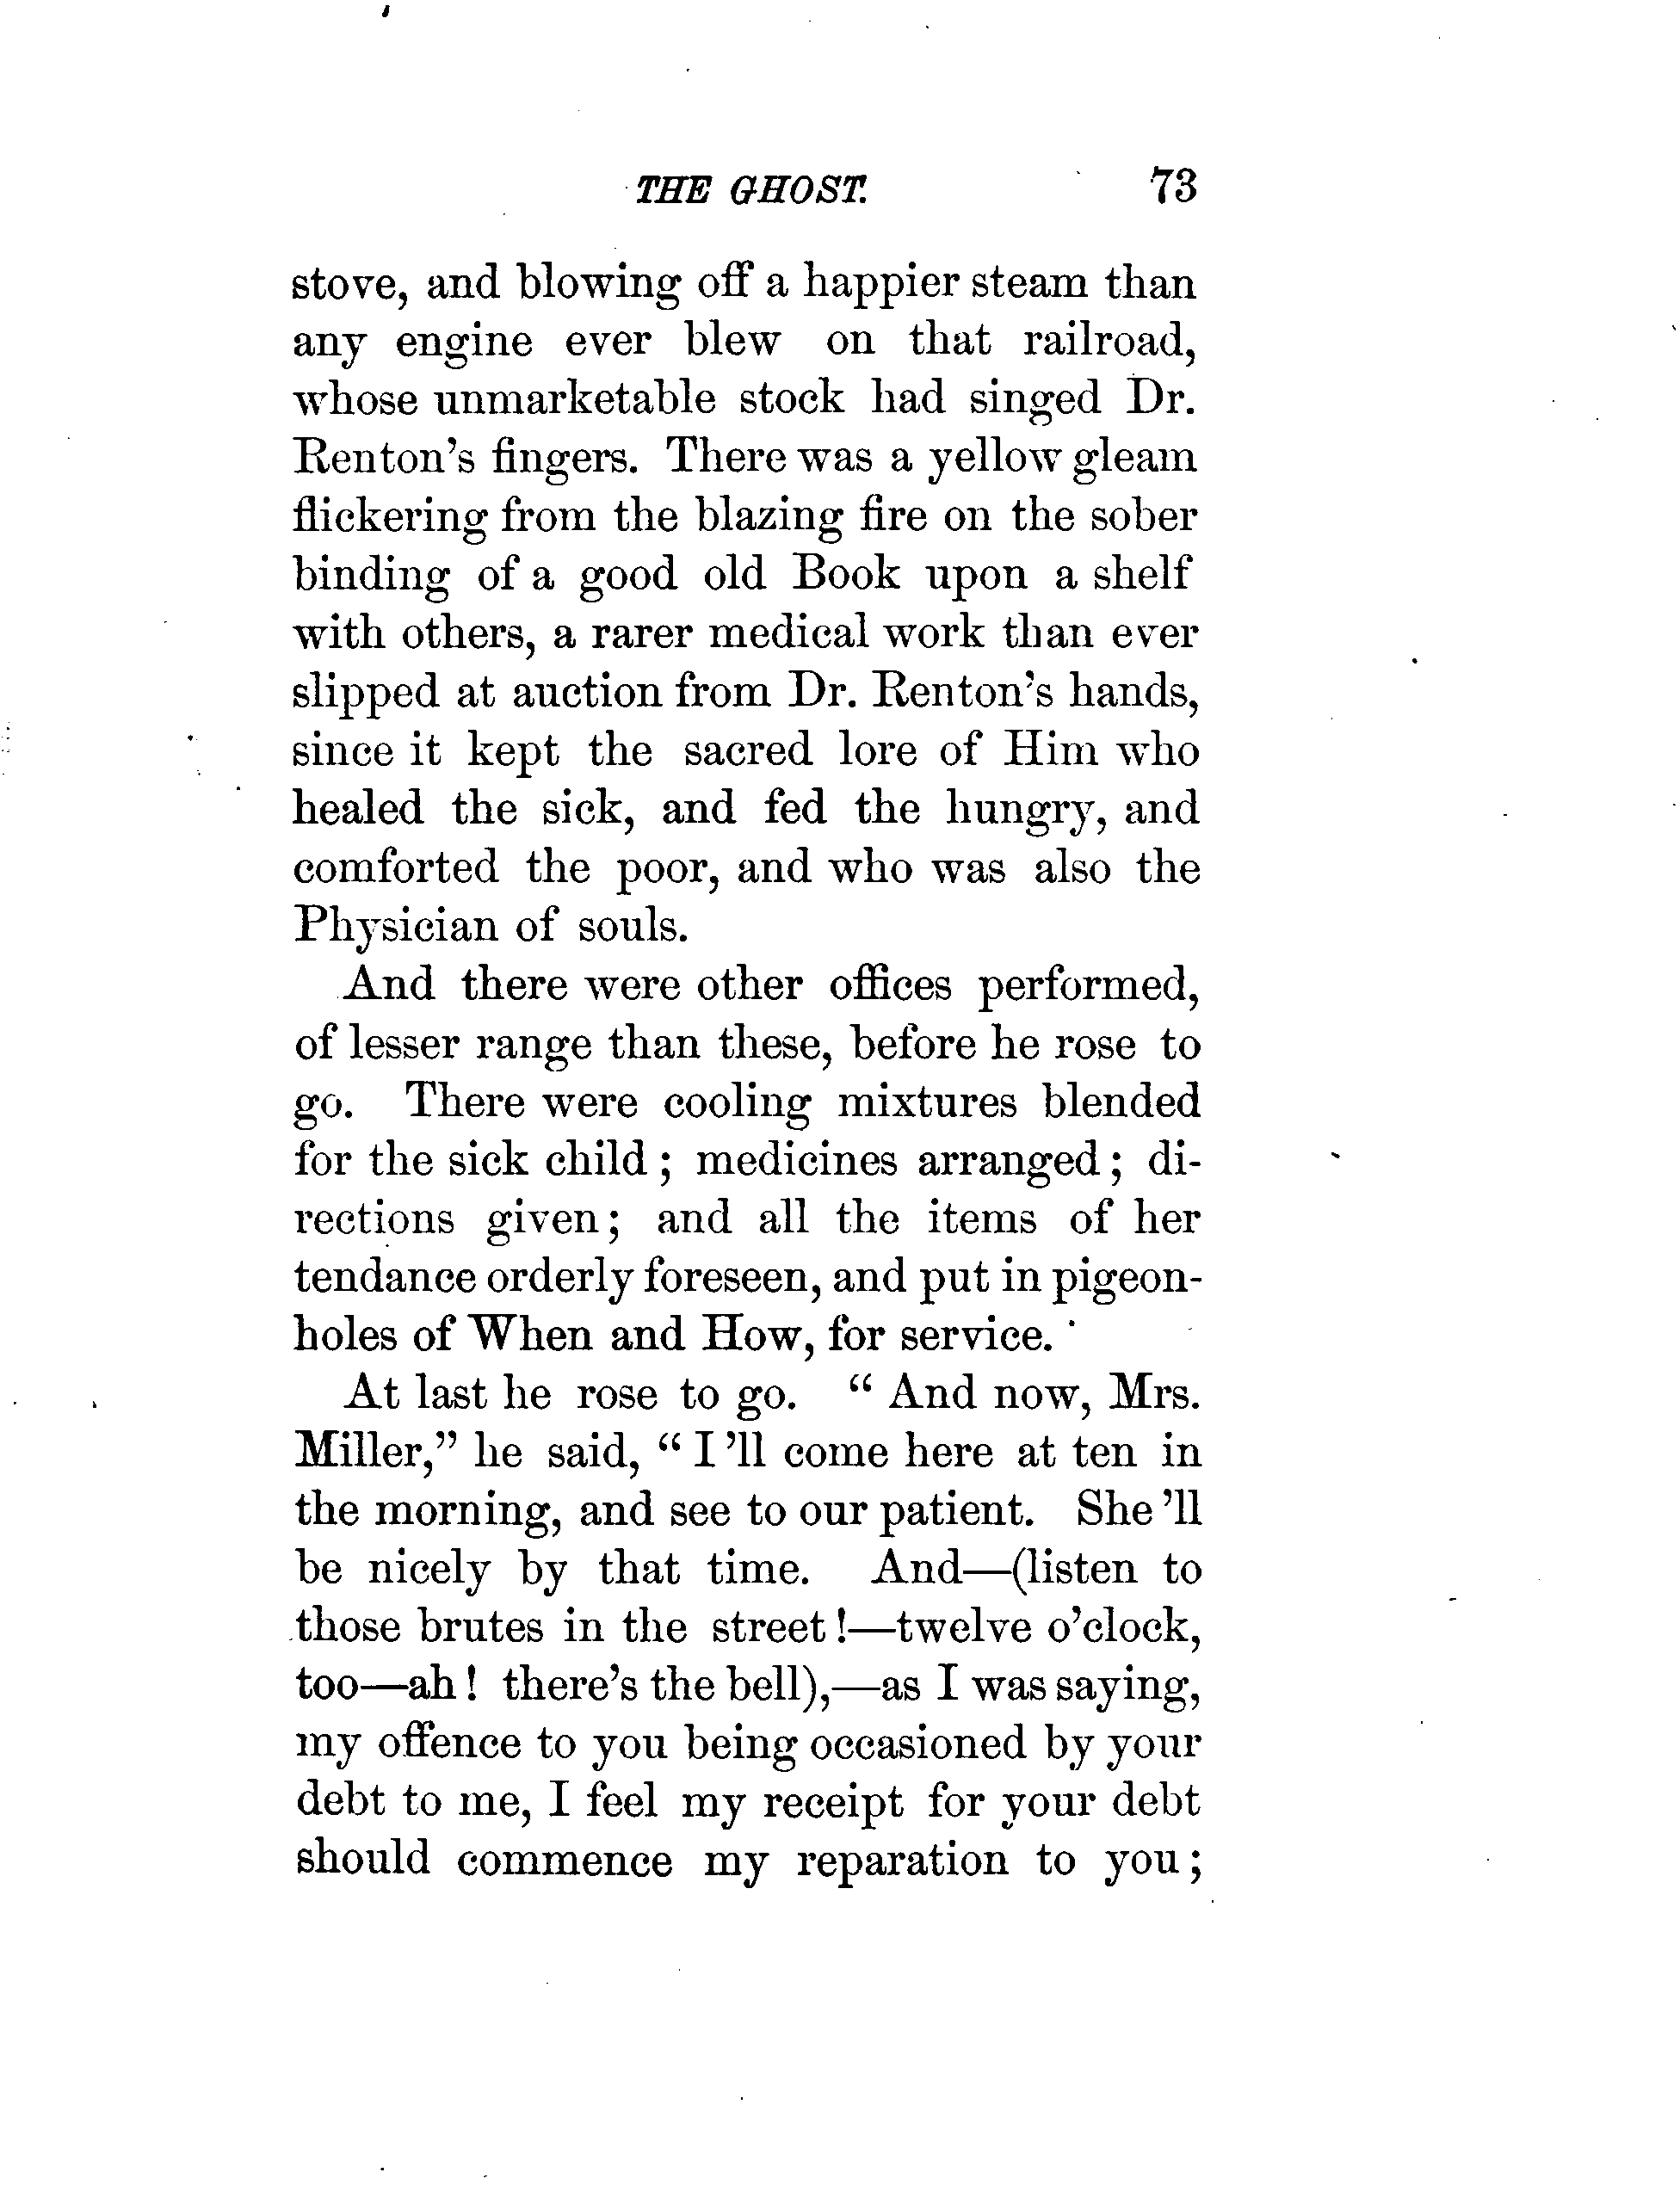 THE GHOST. 73
stove, and blowing off a happier steam than
any engine ever blew on that railroad,
whose unmarketable stock had singed Dr.
Renton's fingers. There was a yellow gleam
flickering from the blazing fire on the sober
binding of a good old Book upon a shelf
with others, a rarer medical work than ever
slipped at auction from Dr. Renton's hands,
since it kept the sacred lore of Him who
healed the sick, and fed the hungry, and
comforted the poor, and who was also the
Physician of souls.
And there were other offices performed,
of lesser range than these, before he rose to
go. There were cooling mixtures blended
for the sick child; medicines arranged; di-
rections given; and all the items of her
tendance orderly foreseen, and put in pigeon-
holes of When and How, for service.
At last he rose to go. “ And now, Mrs.
Miller,” he said, “ I 'll come here at ten in
the morning, and see to our patient. She 'll
be nicely by that time. And—(listen to
those brutes in the street!—twelve o'clock,
too—ah! there's the bell),—as I was saying,
my offence to you being occasioned by your
debt to me, I feel my receipt for your debt
should commence my reparation to you;